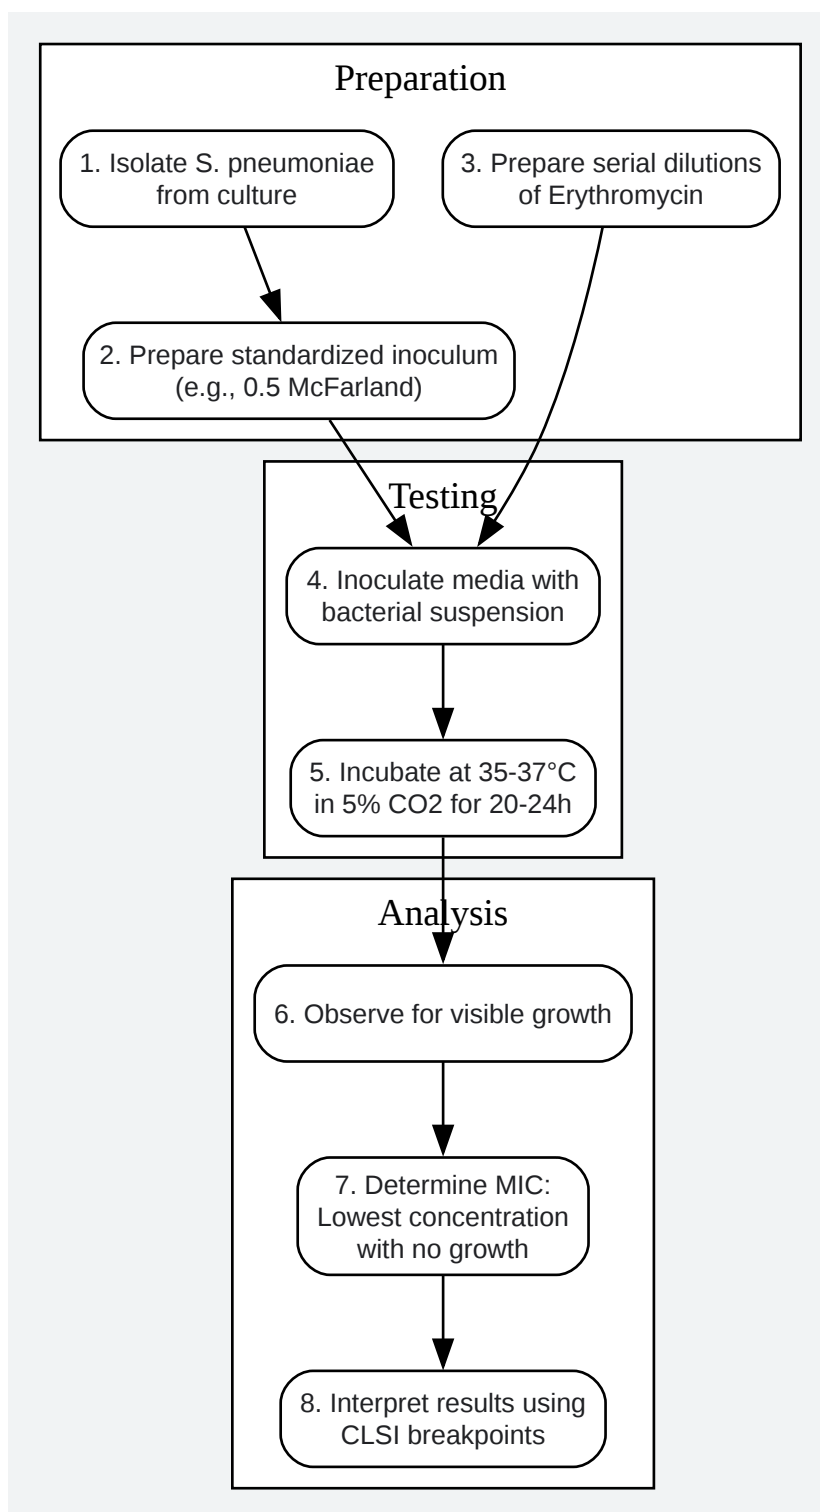 Preparation
1. Isolate S. pneumoniae
from culture
3. Prepare serial dilutions
of Erythromycin
2. Prepare standardized inoculum
(e.g., 0.5 McFarland)
Testing
4. Inoculate media with
bacterial suspension
5. Incubate at 35-37°C
in 5% CO2 for 20-24h
Analysis
6. Observe for visible growth
7. Determine MIC:
Lowest concentration
with no growth
8. Interpret results using
CLSI breakpoints